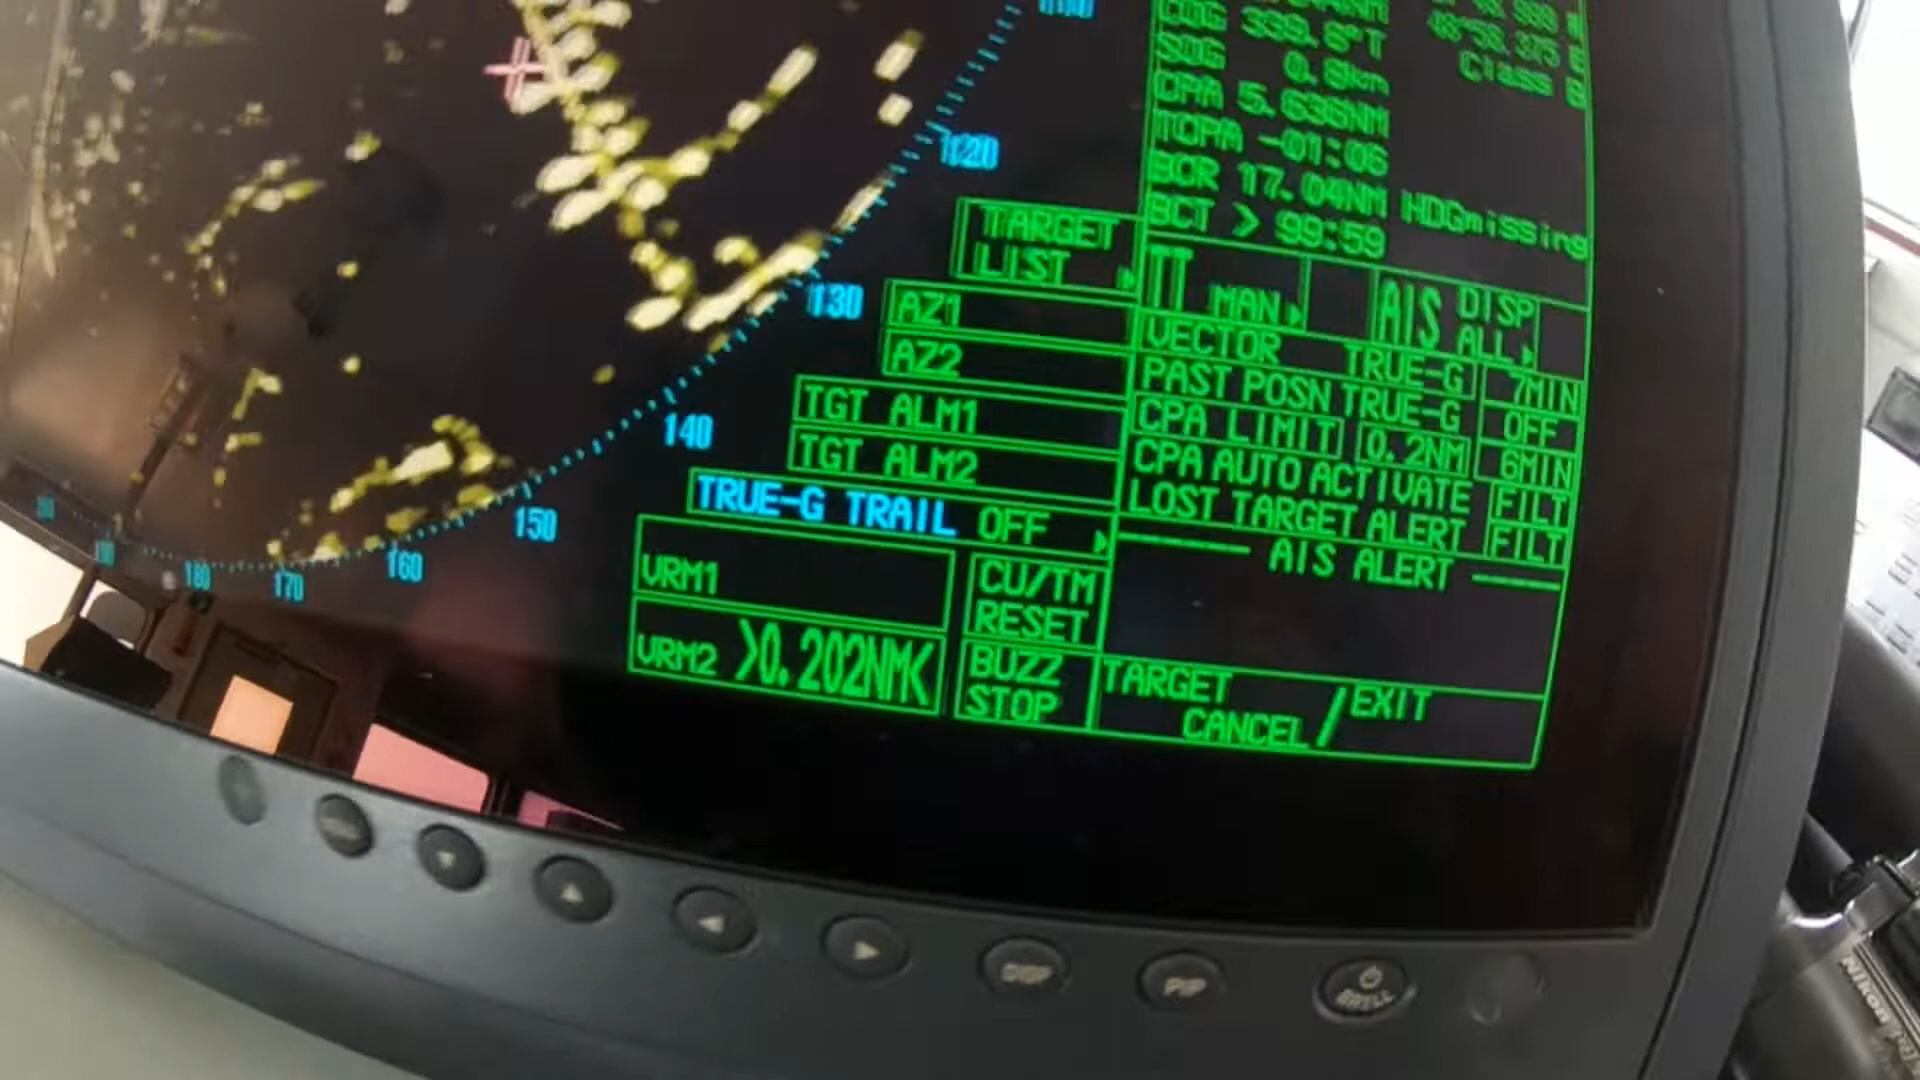 COG 339.6°T
SOG 0.8kn
Class B
CPA 5.636NM
TCPA -01:06
BCR 17.04NM HDGmissing
BCT > 99:59
120
TARGET
LIST
TT MAN
AIS DISP
ALL
130
AZ1
VECTOR TRUE-G 7MIN
AZ2
PAST POSN TRUE-G OFF
140
TGT ALM1
CPA LIMIT 0.2NM 6MIN
TGT ALM2
CPA AUTO ACTIVATE FILT
150
TRUE-G TRAIL OFF
LOST TARGET ALERT FILT
AIS ALERT
160
170
180
VRM1
CU/TM
RESET
VRM2 >0.202NM<
BUZZ
STOP
TARGET
CANCEL / EXIT
DISP
PIP
BRILL
Nikon